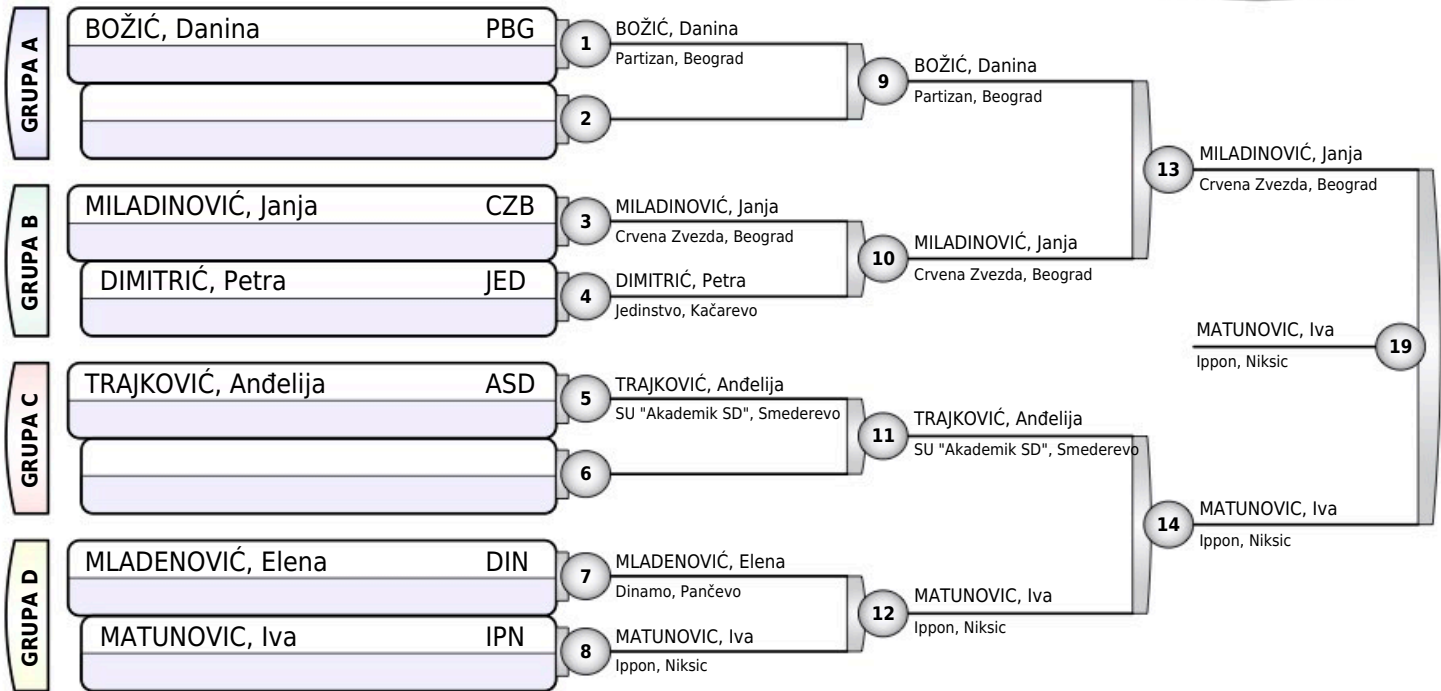 GRUPA A
BOŽIĆ, Danina PBG
1
BOŽIĆ, Danina
Partizan, Beograd
2
9
BOŽIĆ, Danina
Partizan, Beograd
GRUPA B
MILADINOVIĆ, Janja CZB
3
MILADINOVIĆ, Janja
Crvena Zvezda, Beograd
DIMITRIĆ, Petra JED
4
DIMITRIĆ, Petra
Jedinstvo, Kačarevo
10
MILADINOVIĆ, Janja
Crvena Zvezda, Beograd
13
MILADINOVIĆ, Janja
Crvena Zvezda, Beograd
GRUPA C
TRAJKOVIĆ, Anđelija ASD
5
TRAJKOVIĆ, Anđelija
SU "Akademik SD", Smederevo
6
11
TRAJKOVIĆ, Anđelija
SU "Akademik SD", Smederevo
GRUPA D
MLADENOVIĆ, Elena DIN
7
MLADENOVIĆ, Elena
Dinamo, Pančevo
MATUNOVIC, Iva IPN
8
MATUNOVIC, Iva
Ippon, Niksic
12
MATUNOVIC, Iva
Ippon, Niksic
14
MATUNOVIC, Iva
Ippon, Niksic
MATUNOVIC, Iva
Ippon, Niksic
19